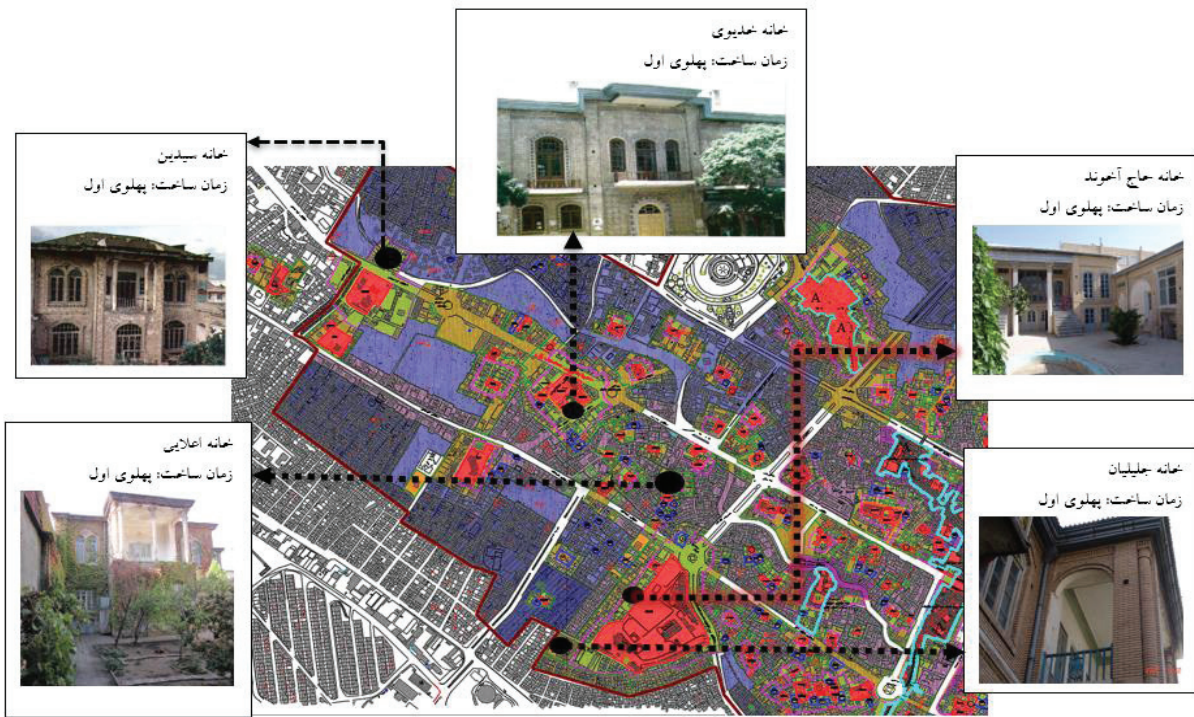 خانه خدیوی
زمان ساخت: پهلوی اول
خانه سیدین
زمان ساخت: پهلوی اول
خانه حاج آخوند
زمان ساخت: پهلوی اول
خانه اعلایی
زمان ساخت: پهلوی اول
خانه جلیلیان
زمان ساخت: پهلوی اول
A
A